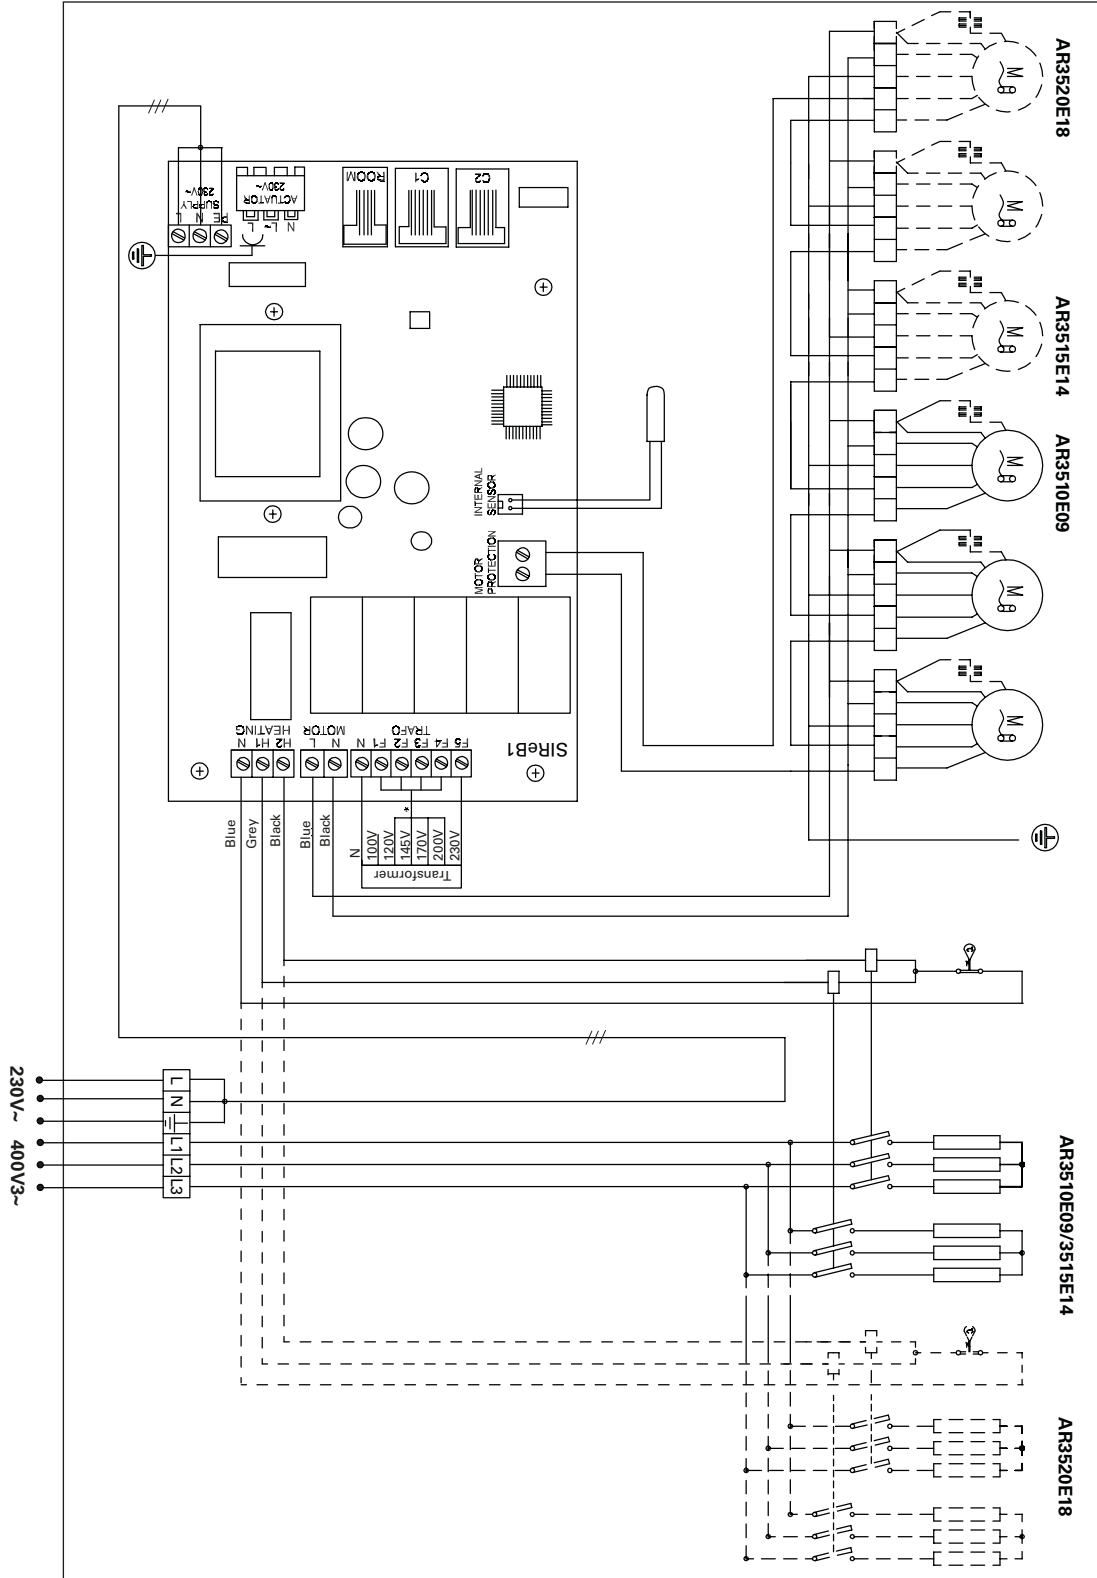 AR3520E18
M
M
AR3515E14
M
AR3510E09
M
M
M
SUPPLY
230V~
L
N
PE
ACTUATOR
230V~
L
L~
N
ROOM
C1
C2
INTERNAL
SENSOR
MOTOR
PROTECTION
HEATING
N
H1
H2
MOTOR
L
N
TRAFO
N
F1
F2
F3
F4
F5
SIReB1
Blue
Grey
Black
Blue
Black
*
N
100V
120V
145V
170V
200V
230V
Transformer
L
N
L1
L2
L3
230V~
400V3~
AR3510E09/3515E14
AR3520E18